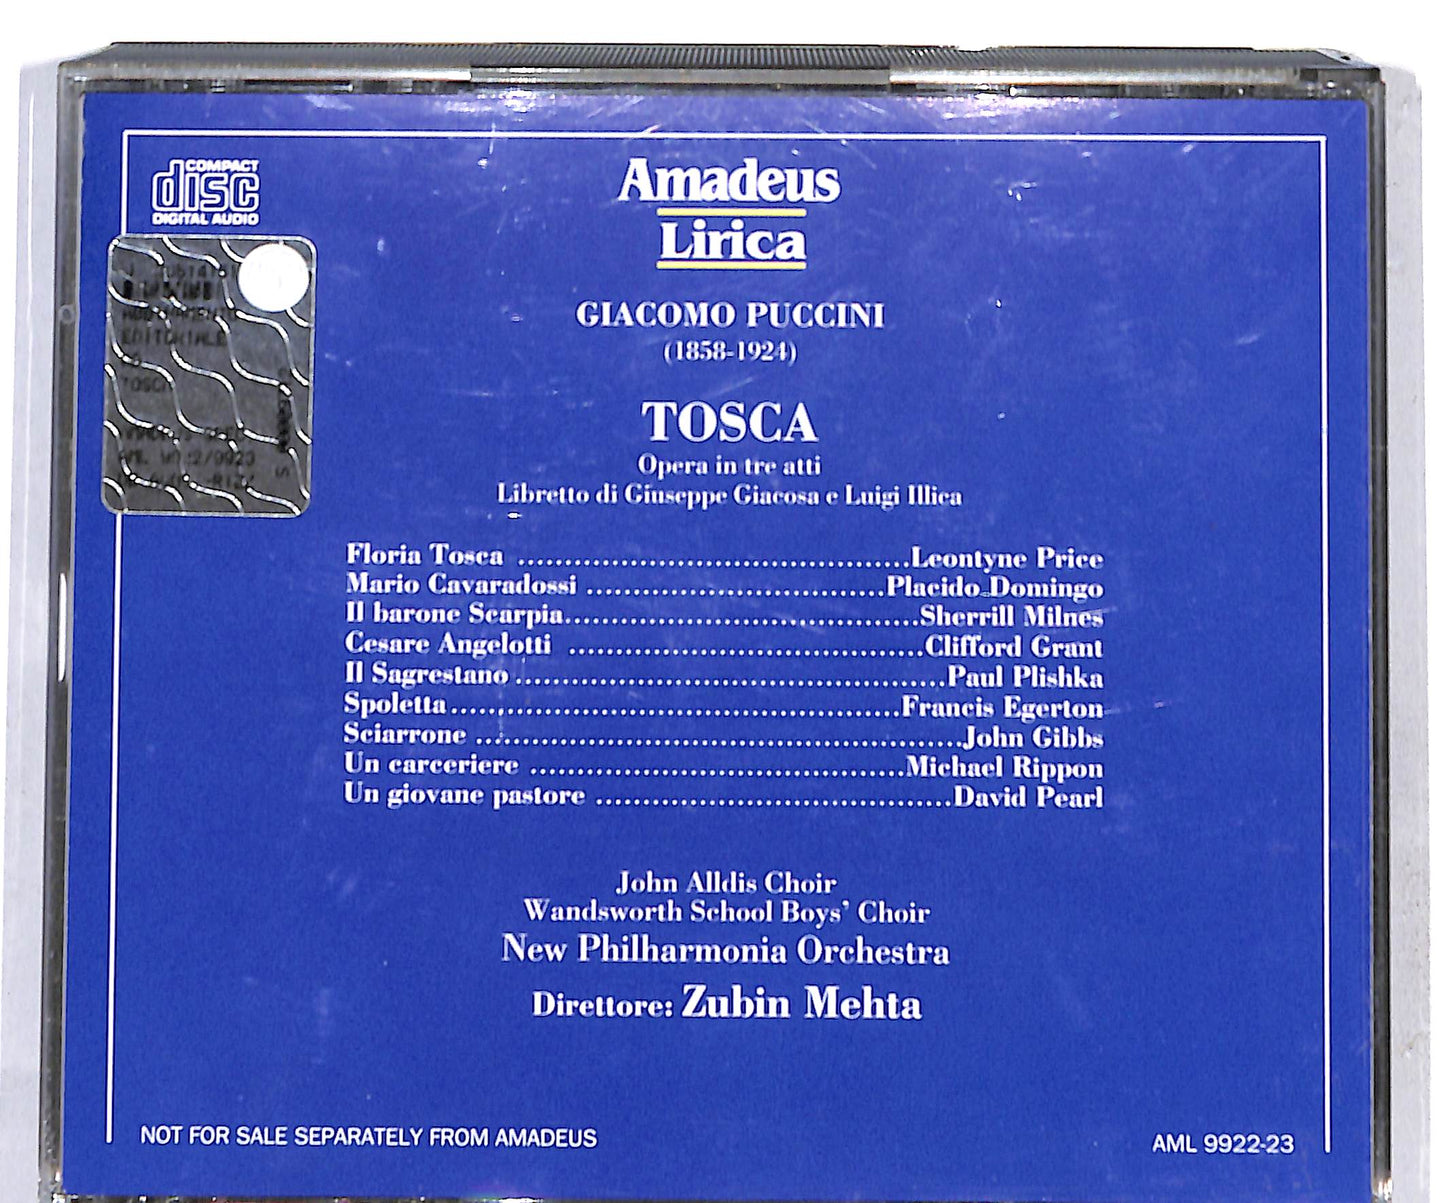 COMPACT
disc
DIGITAL AUDIO
Amadeus
Lirica
EDITORIALE
TOSCA
GIACOMO PUCCINI
(1858-1924)
TOSCA
Opera in tre atti
Libretto di Giuseppe Giacosa e Luigi Illica
Floria Tosca ........................................Leontyne Price
Mario Cavaradossi ..............................Placido Domingo
Il barone Scarpia....................................Sherrill Milnes
Cesare Angelotti ....................................Clifford Grant
Il Sagrestano ............................................Paul Plishka
Spoletta..............................................Francis Egerton
Sciarrone .................................................John Gibbs
Un carceriere ......................................Michael Rippon
Un giovane pastore ....................................David Pearl
John Alldis Choir
Wandsworth School Boys' Choir
New Philharmonia Orchestra
Direttore: Zubin Mehta
NOT FOR SALE SEPARATELY FROM AMADEUS
AML 9922-23